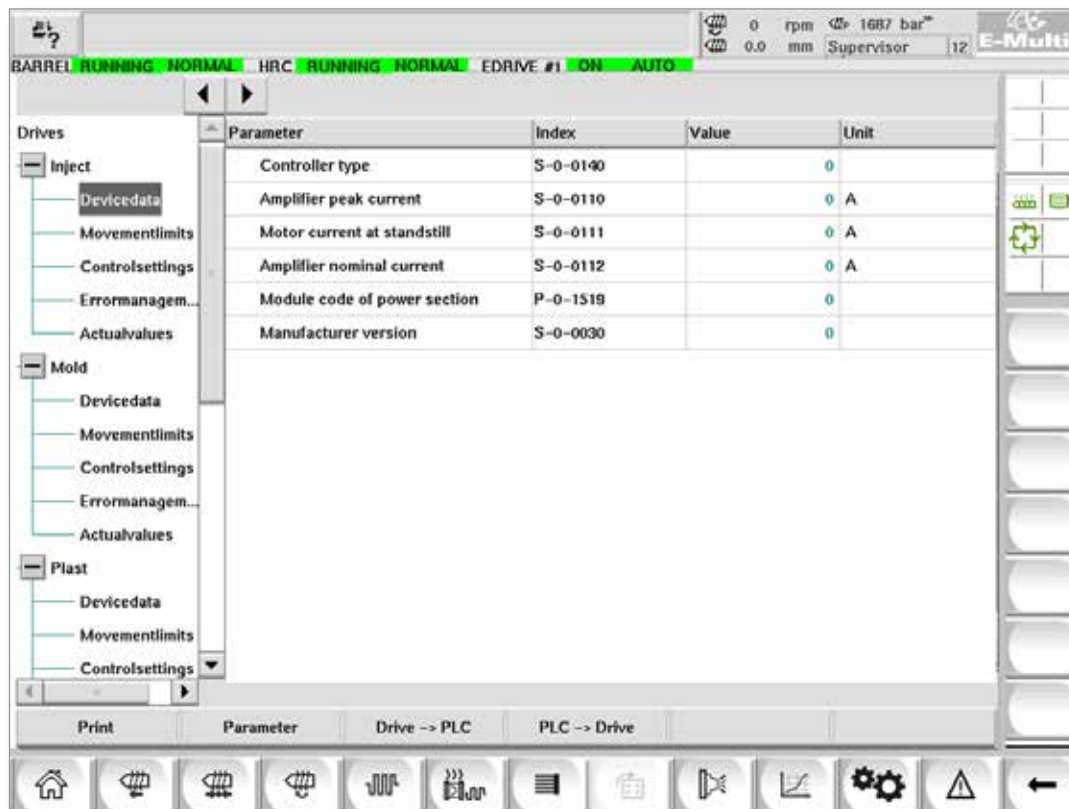 ?
0 rpm 1687 bar
0.0 mm Supervisor 12
E-Multi
BARREL RUNNING NORMAL HRC RUNNING NORMAL EDRIVE #1 ON AUTO
Drives
Parameter Index Value Unit
Inject
Controller type S-0-0140 0
Devicedata
Amplifier peak current S-0-0110 0 A
Movementlimits
Motor current at standstill S-0-0111 0 A
Controlsettings
Amplifier nominal current S-0-0112 0 A
Errormanagem...
Module code of power section P-0-1519 0
Actualvalues
Manufacturer version S-0-0030 0
Mold
Devicedata
Movementlimits
Controlsettings
Errormanagem...
Actualvalues
Plast
Devicedata
Movementlimits
Controlsettings
Print Parameter Drive -> PLC PLC -> Drive